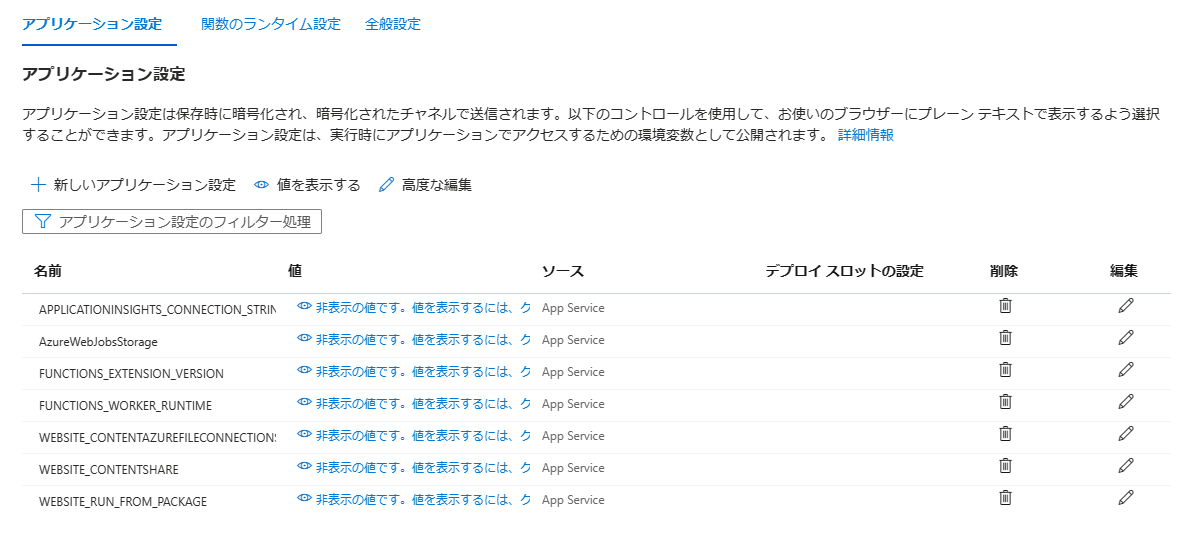 アプリケーション設定 関数のランタイム設定 全般設定
アプリケーション設定
アプリケーション設定は保存時に暗号化され、暗号化されたチャネルで送信されます。以下のコントロールを使用して、お使いのブラウザーにプレーン テキストで表示するよう選択
することができます。アプリケーション設定は、実行時にアプリケーションでアクセスするための環境変数として公開されます。 詳細情報
新しいアプリケーション設定 値を表示する 高度な編集
アプリケーション設定のフィルター処理
名前 値 ソース デプロイ スロットの設定 削除 編集
APPLICATIONINSIGHTS_CONNECTION_STRIN 非表示の値です。値を表示するには、ク App Service
AzureWebJobsStorage 非表示の値です。値を表示するには、ク App Service
FUNCTIONS_EXTENSION_VERSION 非表示の値です。値を表示するには、ク App Service
FUNCTIONS_WORKER_RUNTIME 非表示の値です。値を表示するには、ク App Service
WEBSITE_CONTENTAZUREFILECONNECTIONS 非表示の値です。値を表示するには、ク App Service
WEBSITE_CONTENTSHARE 非表示の値です。値を表示するには、ク App Service
WEBSITE_RUN_FROM_PACKAGE 非表示の値です。値を表示するには、ク App Service